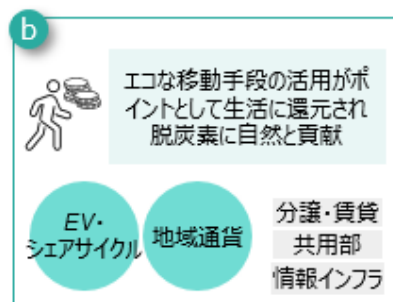 b
エコな移動手段の活用がポ
イントとして生活に還元され
脱炭素に自然と貢献
EV・
シェアサイクル
地域通貨
分譲・賃貸
共用部
情報インフラ